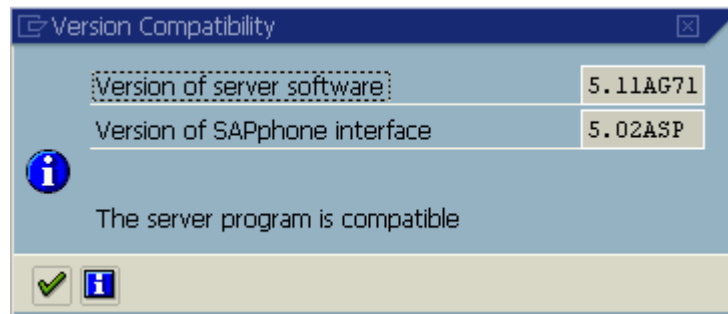 Version Compatibility
Version of server software 5.11AG71
Version of SAPphone interface 5.02ASP
The server program is compatible